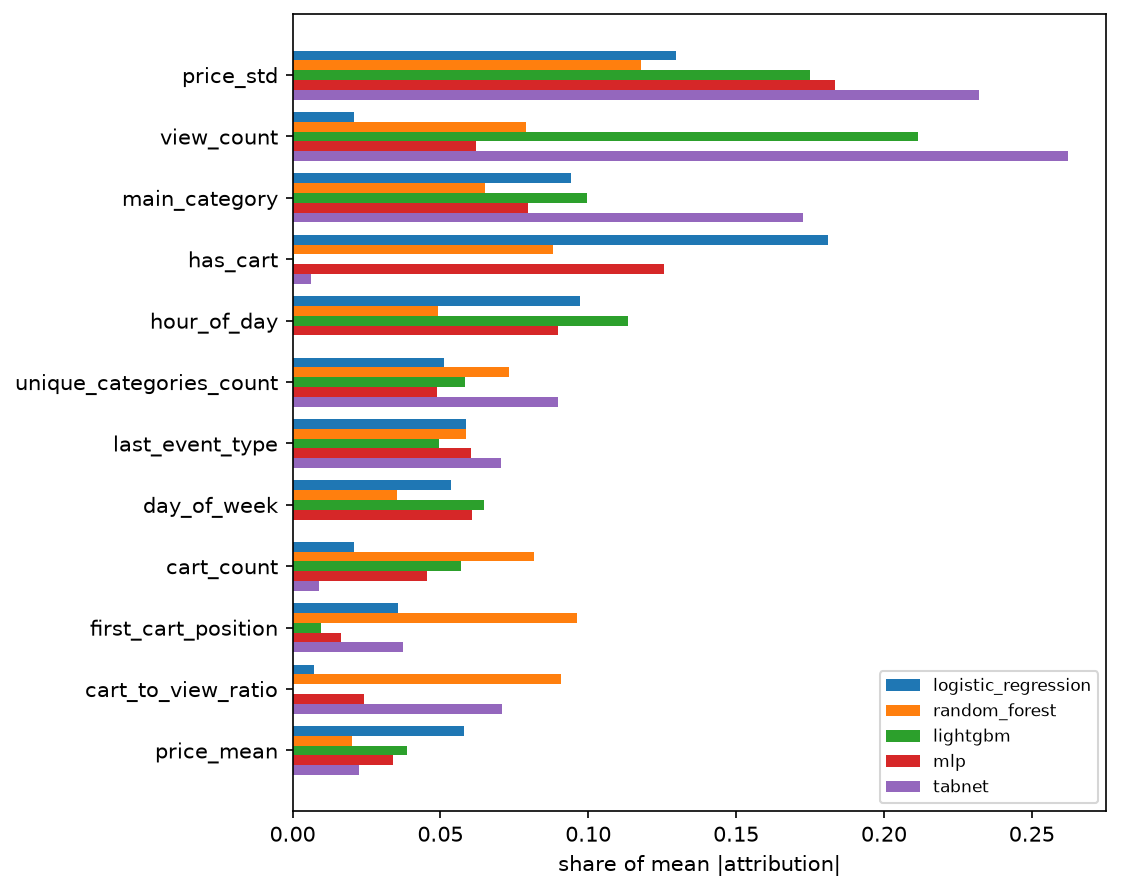 price_std
view_count
main_category
has_cart
hour_of_day
unique_categories_count
last_event_type
day_of_week
cart_count
first_cart_position
cart_to_view_ratio
price_mean
logistic_regression
random_forest
lightgbm
mlp
tabnet
0.00 0.05 0.10 0.15 0.20 0.25
share of mean |attribution|